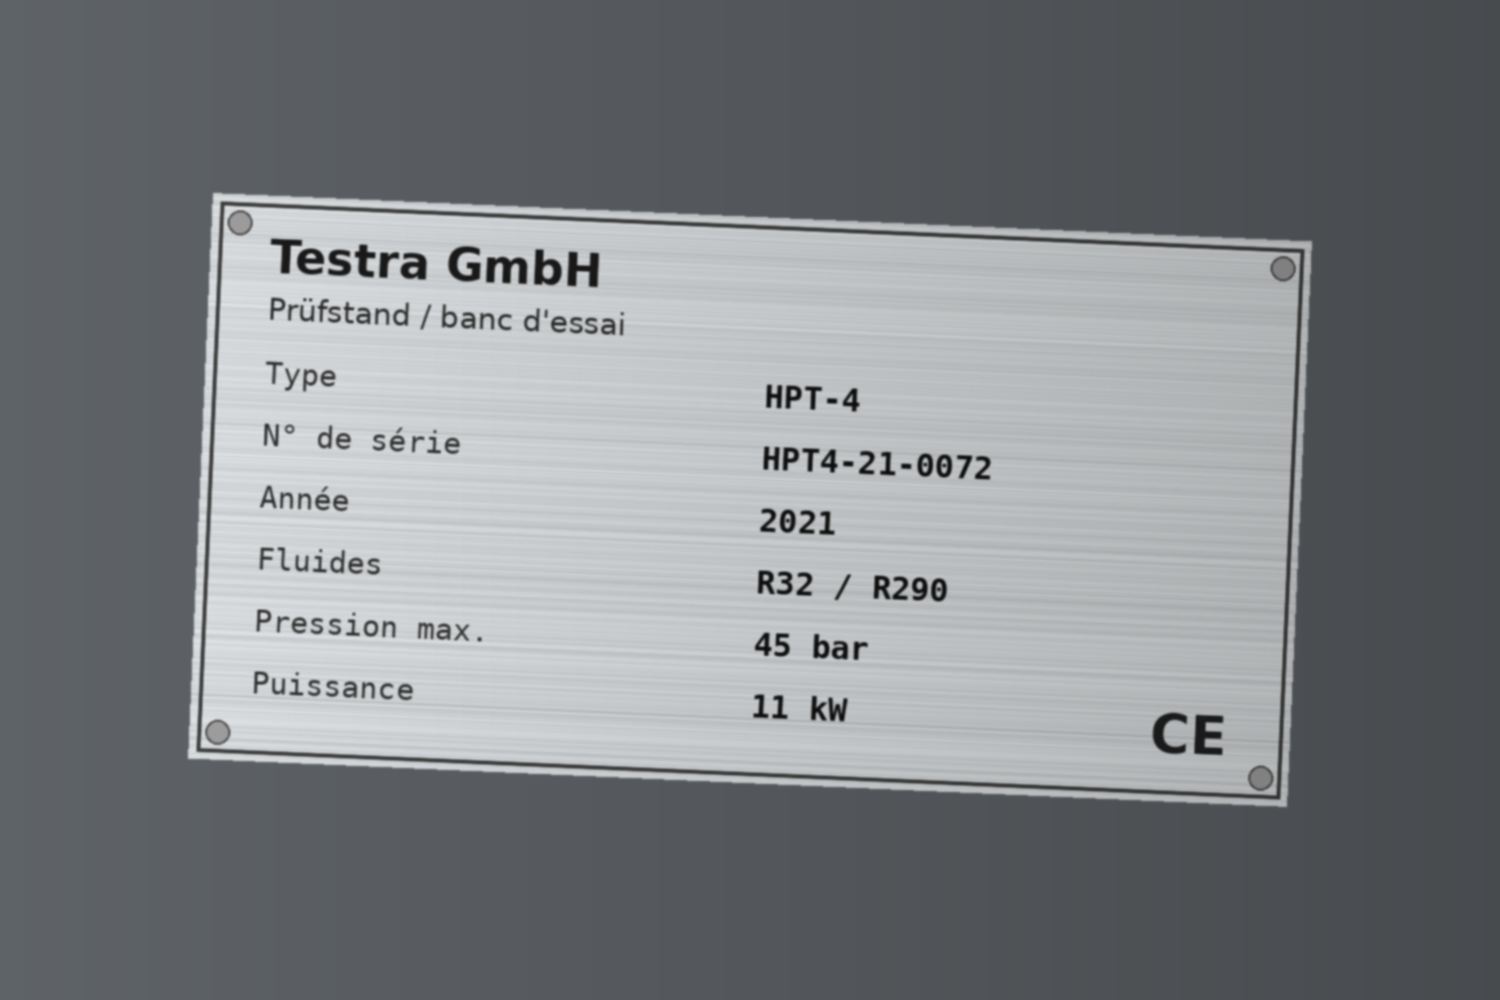 Testra GmbH
Prüfstand / banc d'essai
Type HPT-4
N° de série HPT4-21-0072
Année 2021
Fluides R32 / R290
Pression max. 45 bar
Puissance 11 kW
CE